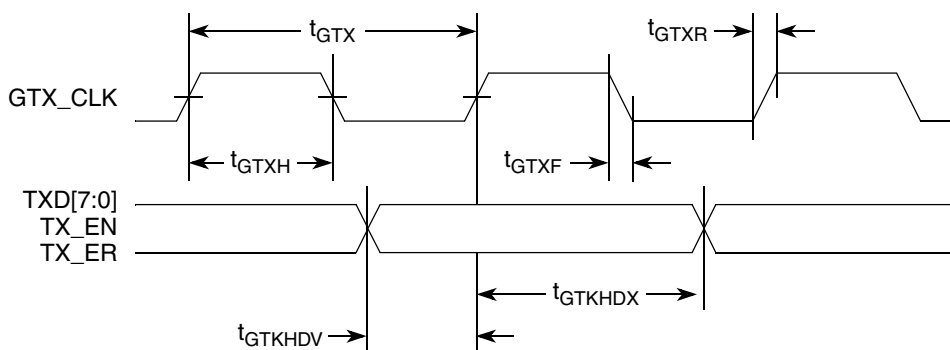 t_GTX
t_GTXR
GTX_CLK
t_GTXH
t_GTXF
TXD[7:0]
TX_EN
TX_ER
t_GTKHDX
t_GTKHDV